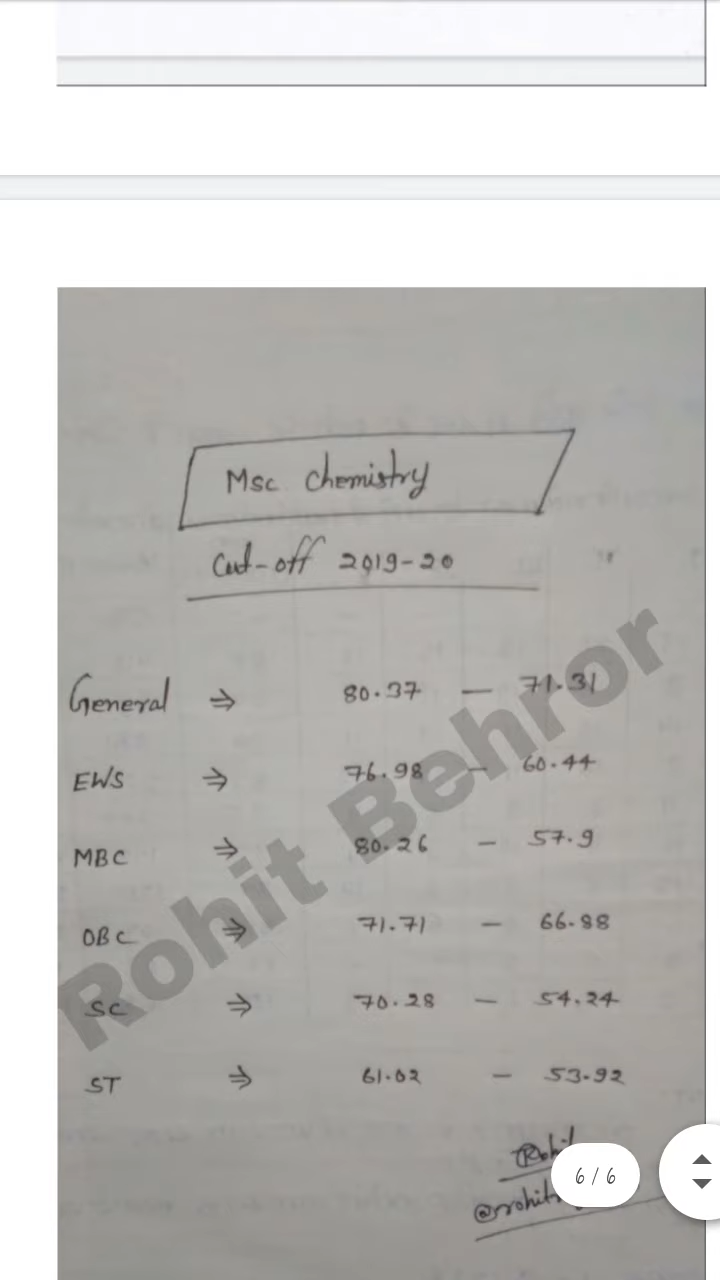 Msc. Chemistry
Cut-off 2019-20
General ⇒ 80.37 — 71.31
EWS ⇒ 76.98 - 60.44
MBC ⇒ 80.26 - 57.9
OBC ⇒ 71.71 - 66.88
SC ⇒ 70.28 - 54.24
ST ⇒ 61.02 - 53.92
Rohit Behror
6 / 6